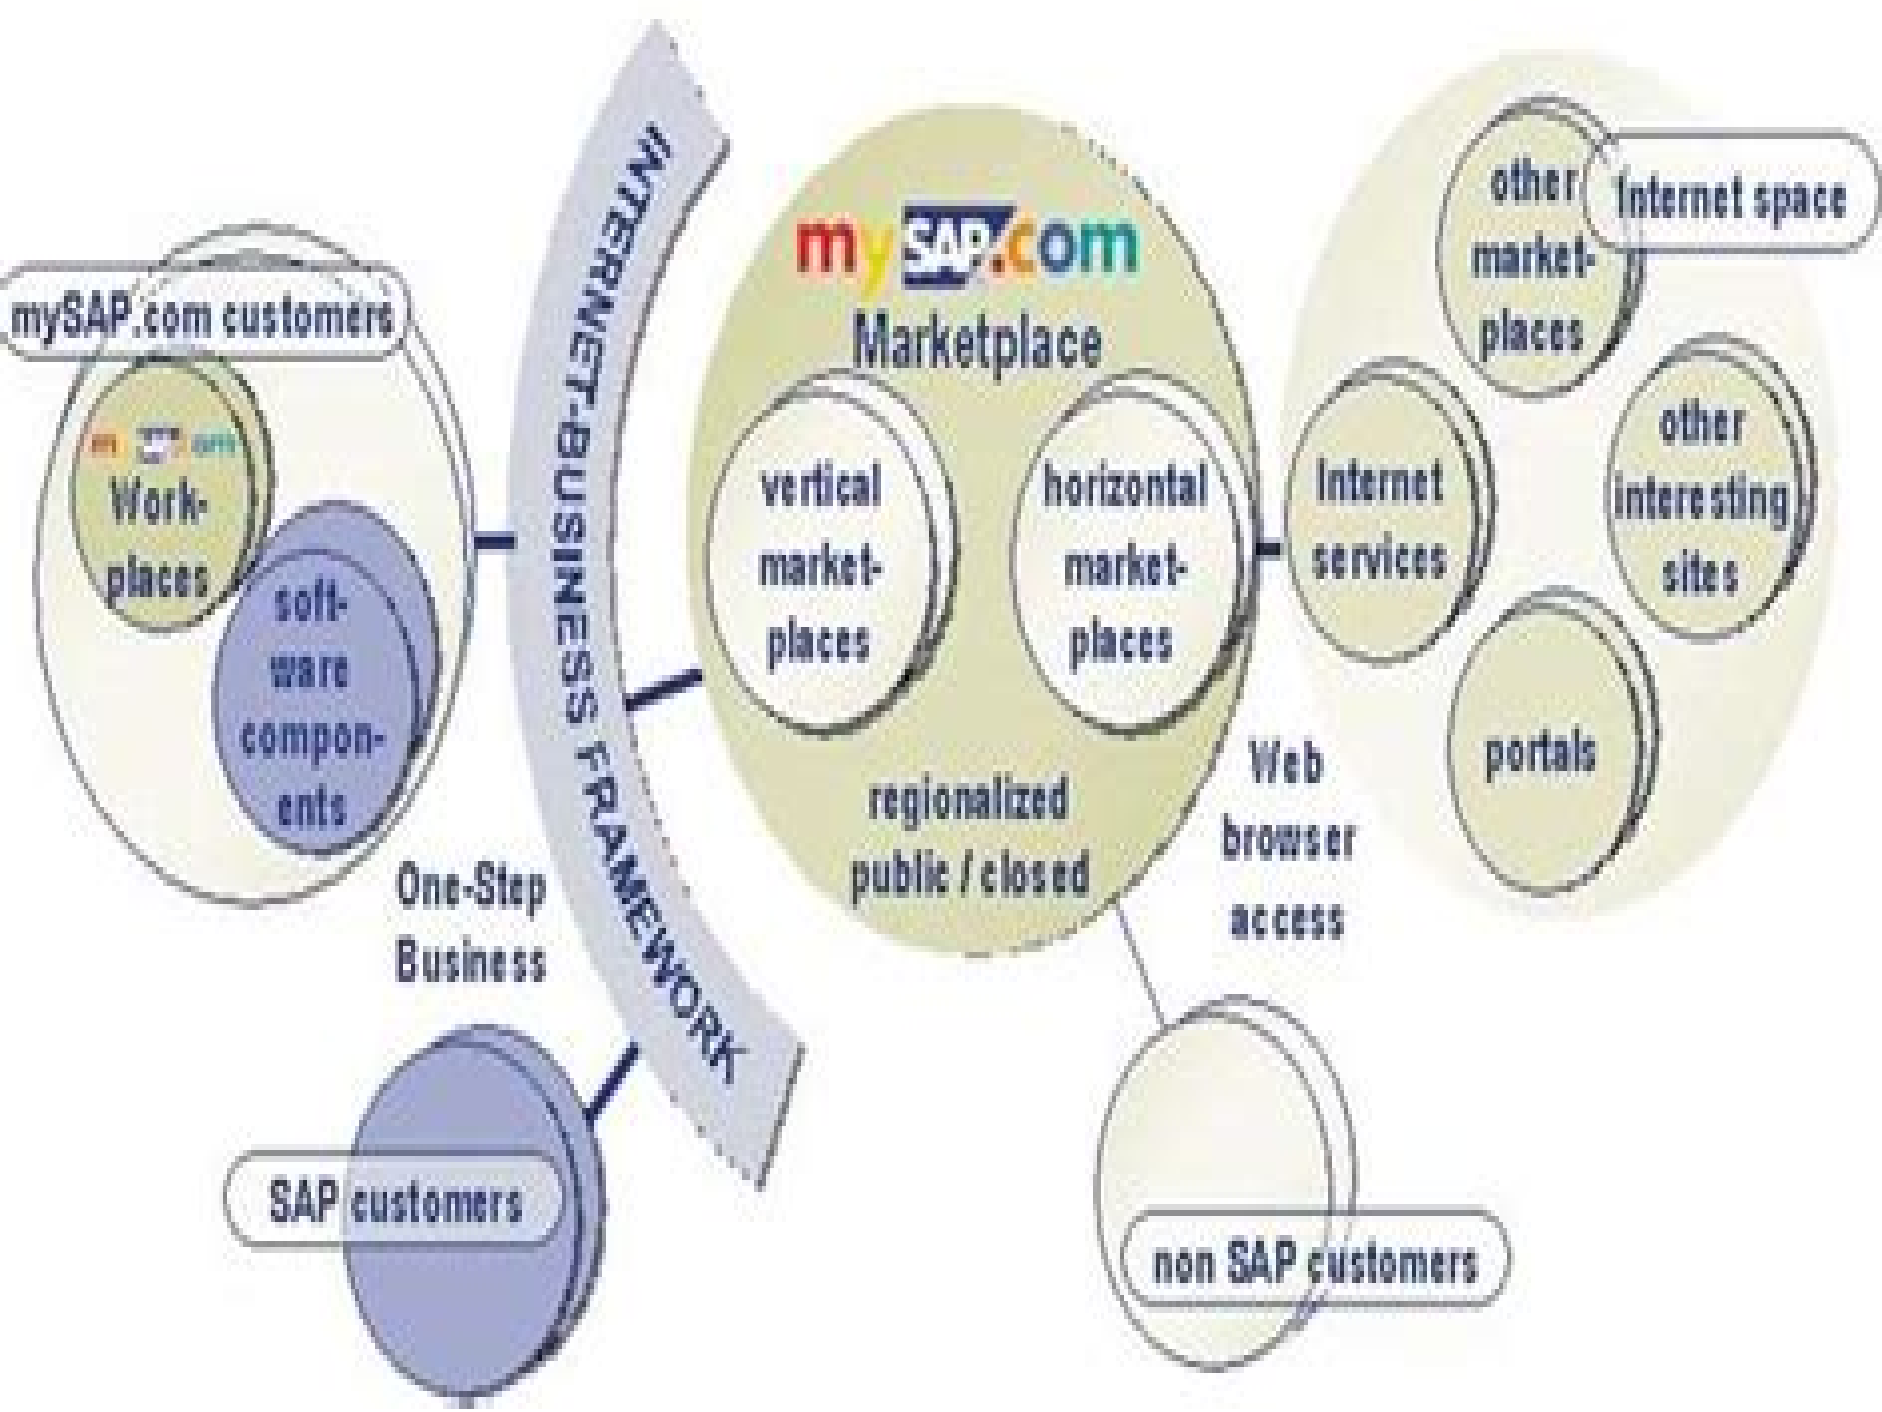 mySAP.com customers
Work-
places
soft-
ware
compon-
ents
One-Step
Business
SAP customers
INTERNET-BUSINESS FRAMEWORK
mySAP.com
Marketplace
vertical
market-
places
horizontal
market-
places
regionalized
public / closed
Web
browser
access
non SAP customers
Internet space
other
market-
places
Internet
services
other
interesting
sites
portals